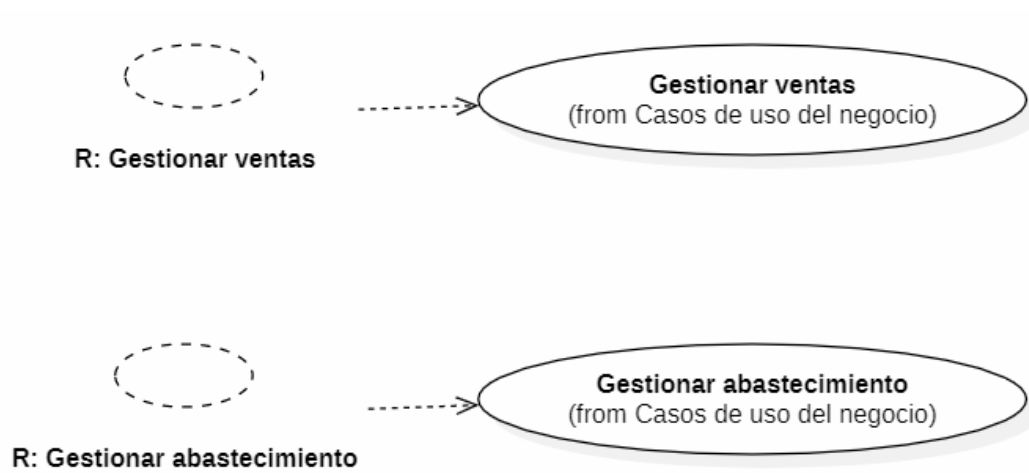 Gestionar ventas
(from Casos de uso del negocio)
R: Gestionar ventas
Gestionar abastecimiento
(from Casos de uso del negocio)
R: Gestionar abastecimiento